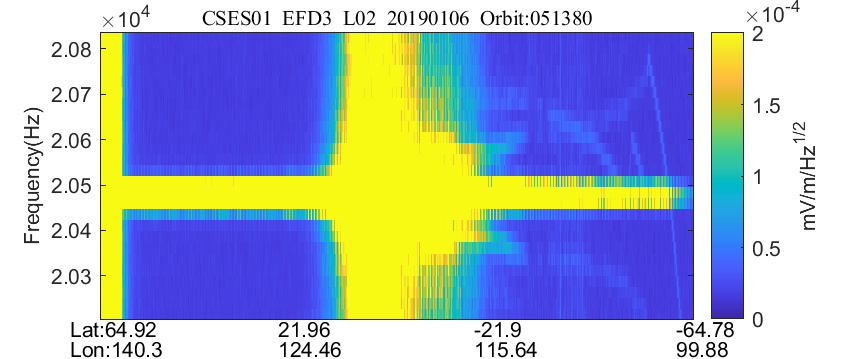 ×10⁴ CSES01 EFD3 L02 20190106 Orbit:051380 ×10⁻⁴
2.08
2.07
2.06
2.05
2.04
2.03
Frequency(Hz)
2
1.5
1
0.5
0
mV/m/Hz^1/2
Lat:64.92 21.96 -21.9 -64.78
Lon:140.3 124.46 115.64 99.88